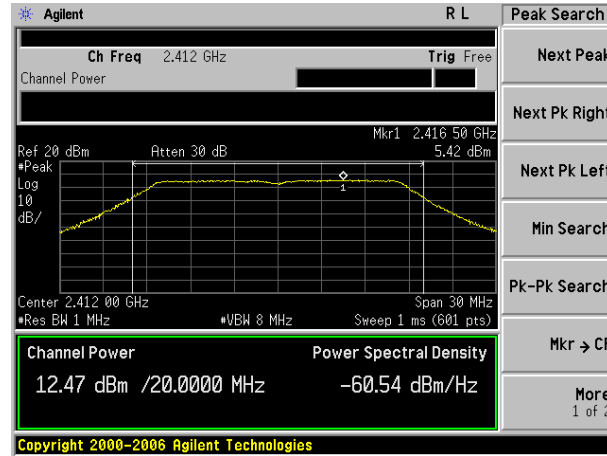 Agilent
R L
Peak Search
Ch Freq 2.412 GHz
Trig Free
Channel Power
Next Peak
Next Pk Right
Next Pk Left
Min Search
Pk-Pk Search
Mkr → CF
More
1 of 2
Mkr1 2.416 50 GHz
Ref 20 dBm
Atten 30 dB
5.42 dBm
#Peak
Log
10
dB/
1
Center 2.412 00 GHz
Span 30 MHz
#Res BW 1 MHz
#VBW 8 MHz
Sweep 1 ms (601 pts)
Channel Power
Power Spectral Density
12.47 dBm /20.0000 MHz
-60.54 dBm/Hz
Copyright 2000-2006 Agilent Technologies